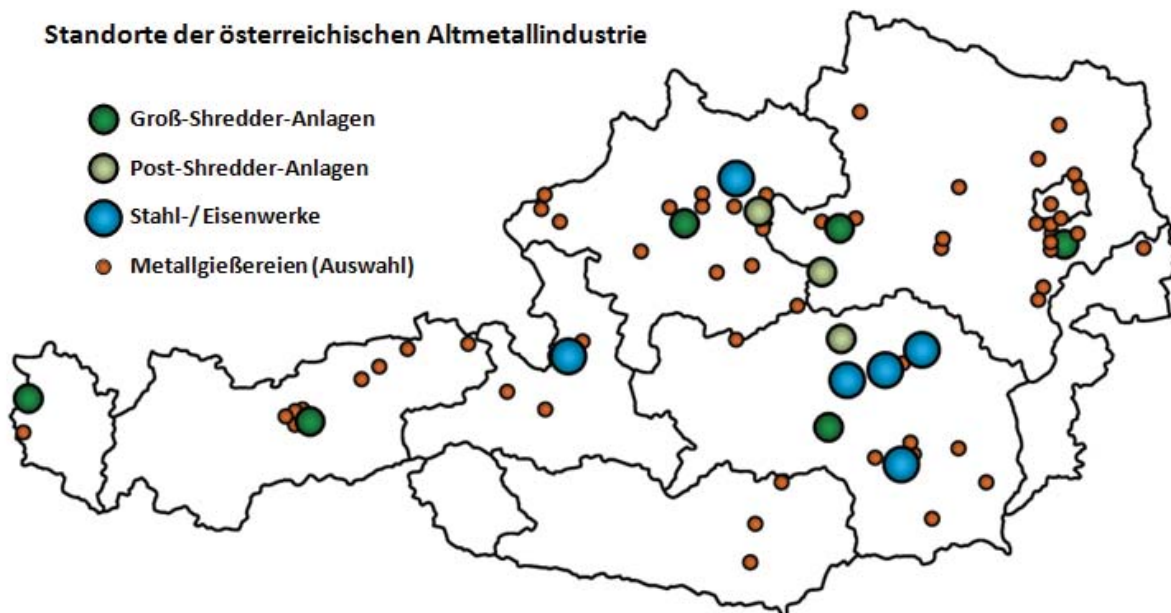 Standorte der österreichischen Altmetallindustrie
Groß-Shredder-Anlagen
Post-Shredder-Anlagen
Stahl-/ Eisenwerke
Metallgießereien (Auswahl)